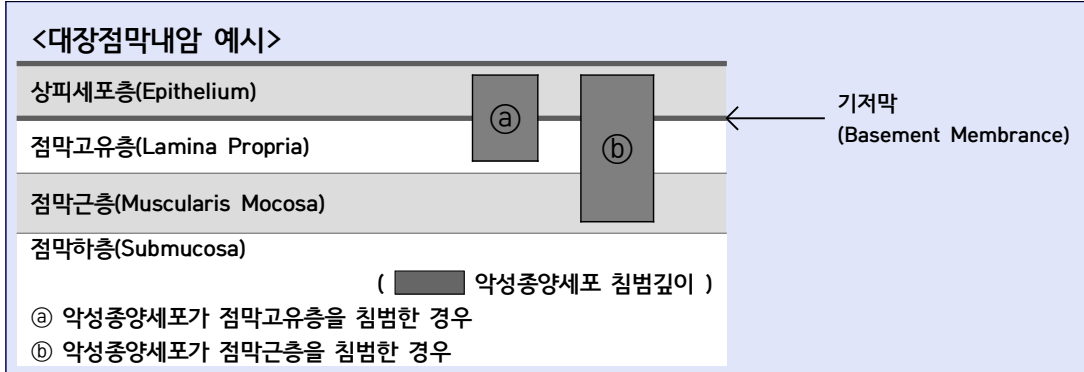 <대장점막내암 예시>
상피세포층(Epithelium)
ⓐ
기저막
(Basement Membrance)
점막고유층(Lamina Propria)
ⓑ
점막근층(Muscularis Mocosa)
점막하층(Submucosa)
( 악성종양세포 침범깊이 )
ⓐ 악성종양세포가 점막고유층을 침범한 경우
ⓑ 악성종양세포가 점막근층을 침범한 경우